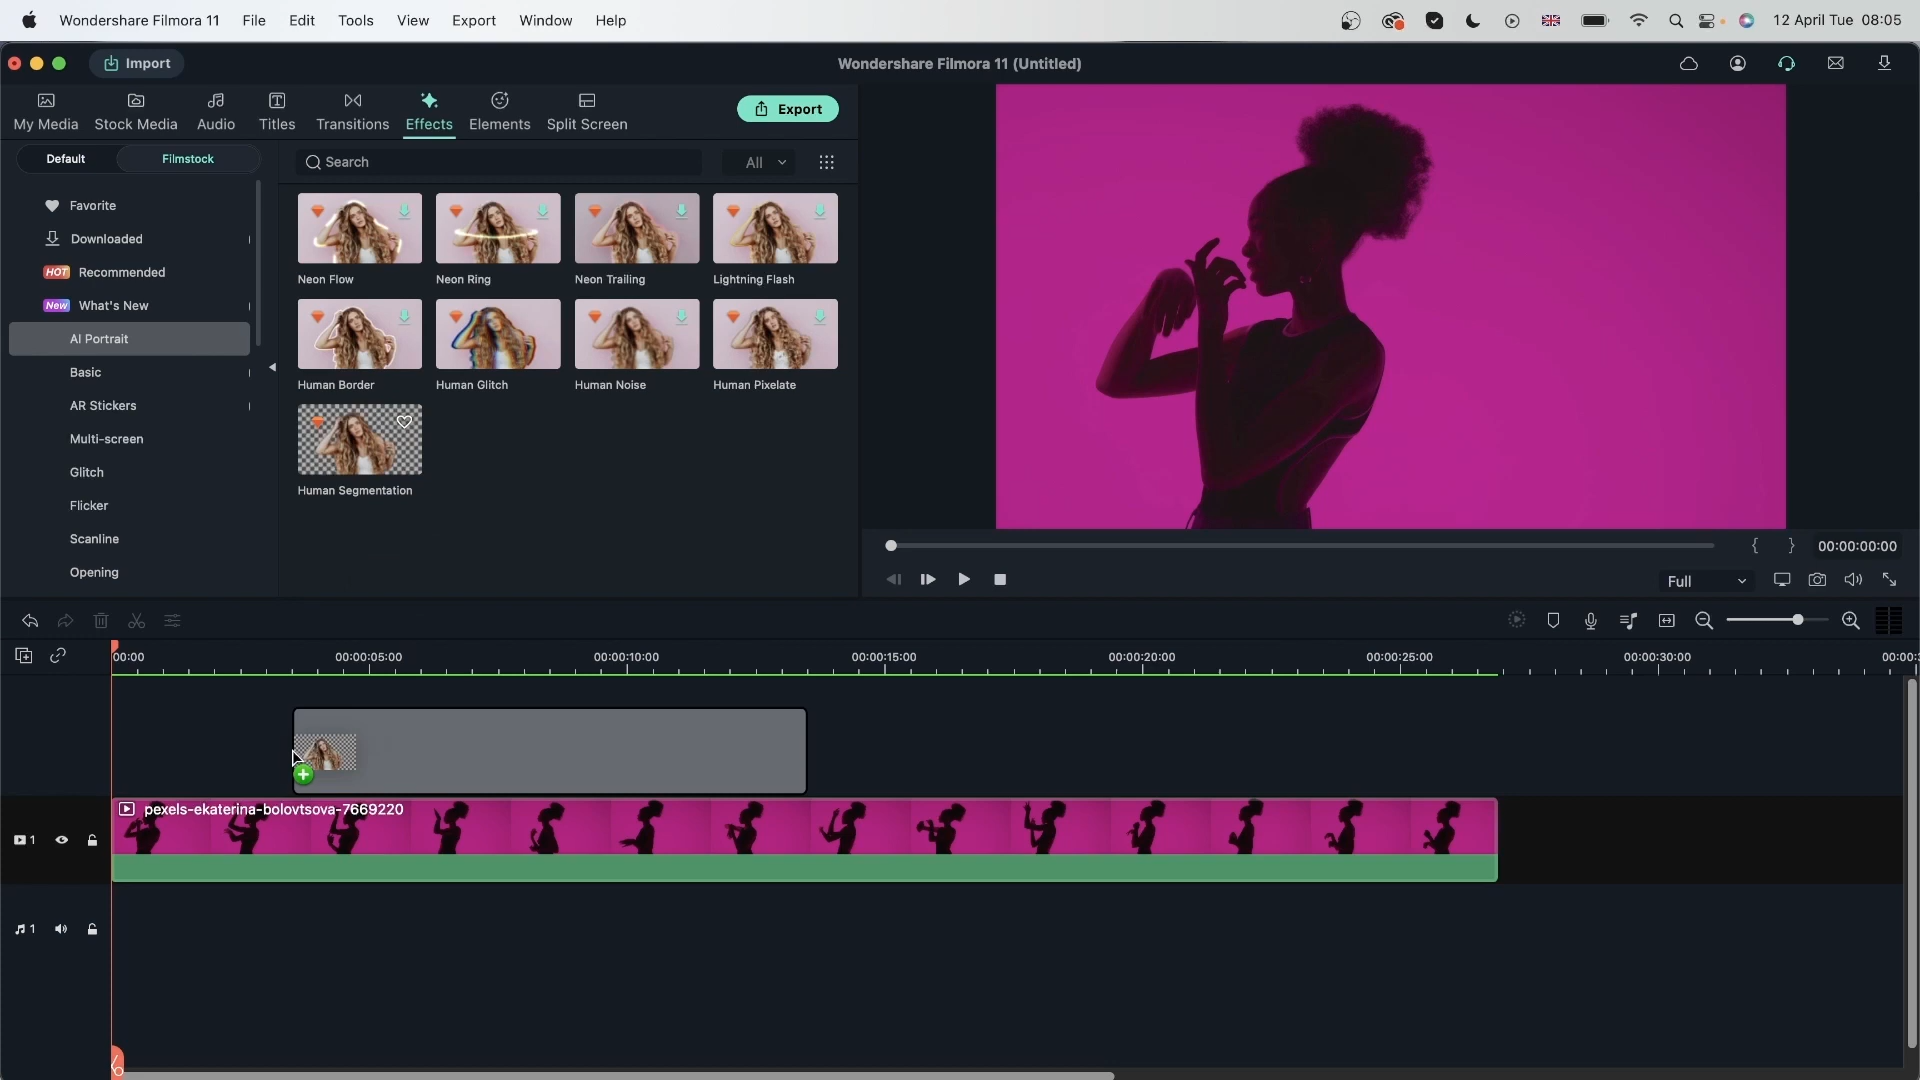 Wondershare Filmora 11 File Edit Tools View Export Window Help 12 April Tue 08:05
Import Wondershare Filmora 11 (Untitled)
My Media Stock Media Audio Titles Transitions Effects Elements Split Screen Export
Default Filmstock Search All
Favorite
Downloaded
HOT Recommended
New What's New
AI Portrait
Basic
AR Stickers
Multi-screen
Glitch
Flicker
Scanline
Opening
Neon Flow Neon Ring Neon Trailing Lightning Flash
Human Border Human Glitch Human Noise Human Pixelate
Human Segmentation
{ } 00:00:00:00
Full
00:00 00:00:05:00 00:00:10:00 00:00:15:00 00:00:20:00 00:00:25:00 00:00:30:00
pexels-ekaterina-bolovtsova-7669220
1
1